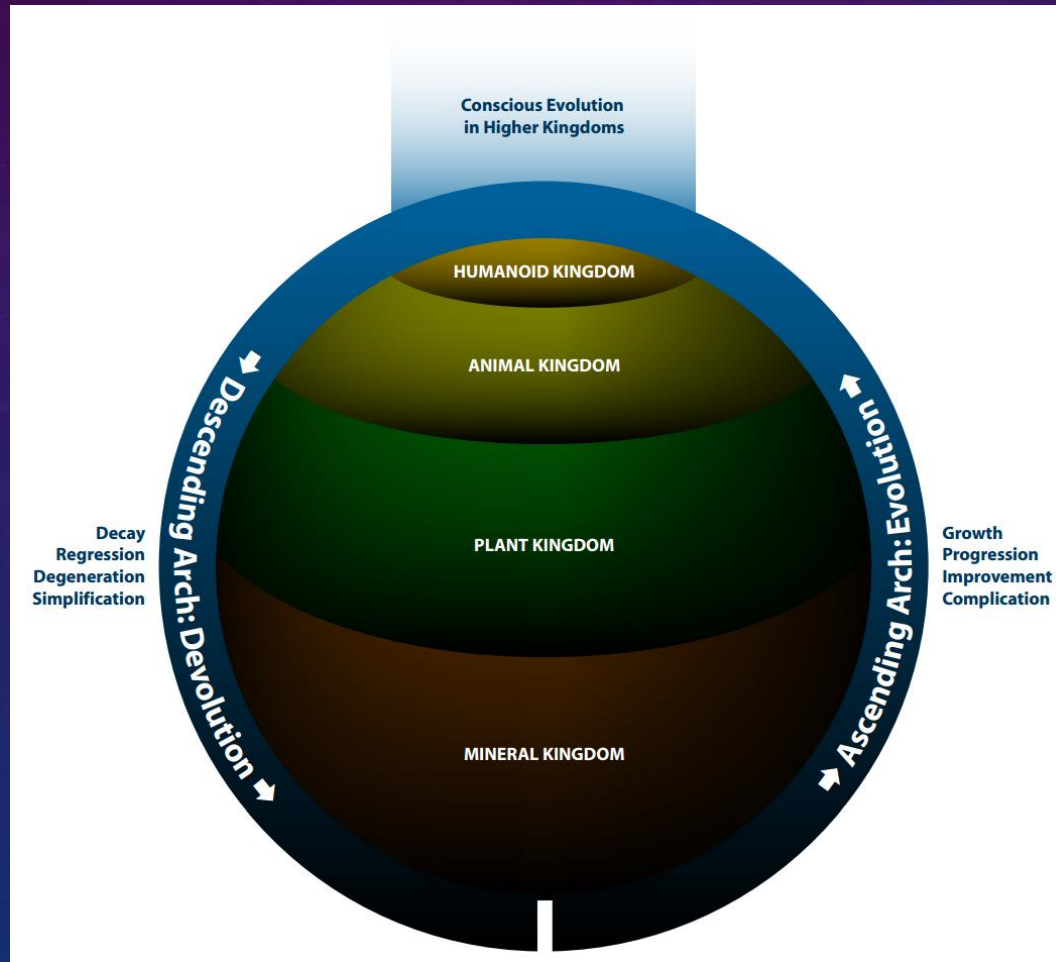 Conscious Evolution
in Higher Kingdoms
HUMANOID KINGDOM
ANIMAL KINGDOM
PLANT KINGDOM
MINERAL KINGDOM
Descending Arch: Devolution
Decay
Regression
Degeneration
Simplification
Ascending Arch: Evolution
Growth
Progression
Improvement
Complication